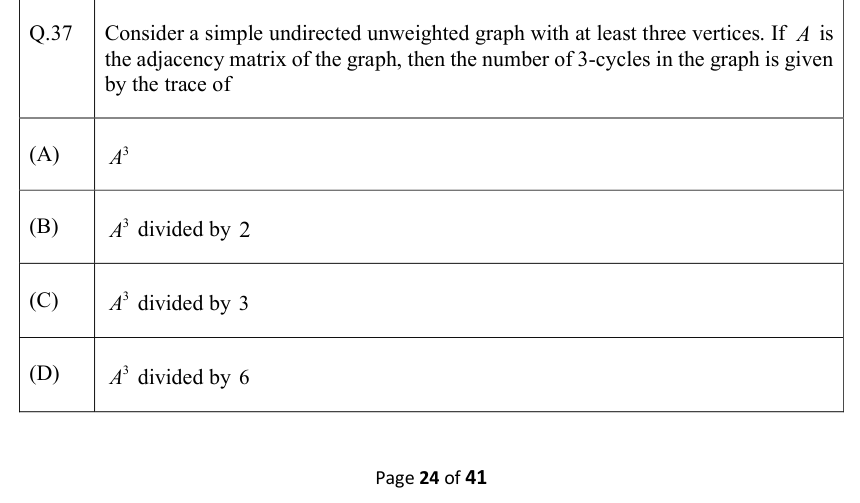 Q.37 Consider a simple undirected unweighted graph with at least three vertices. If A is
the adjacency matrix of the graph, then the number of 3-cycles in the graph is given
by the trace of
(A) A³
(B) A³ divided by 2
(C) A³ divided by 3
(D) A³ divided by 6
Page 24 of 41